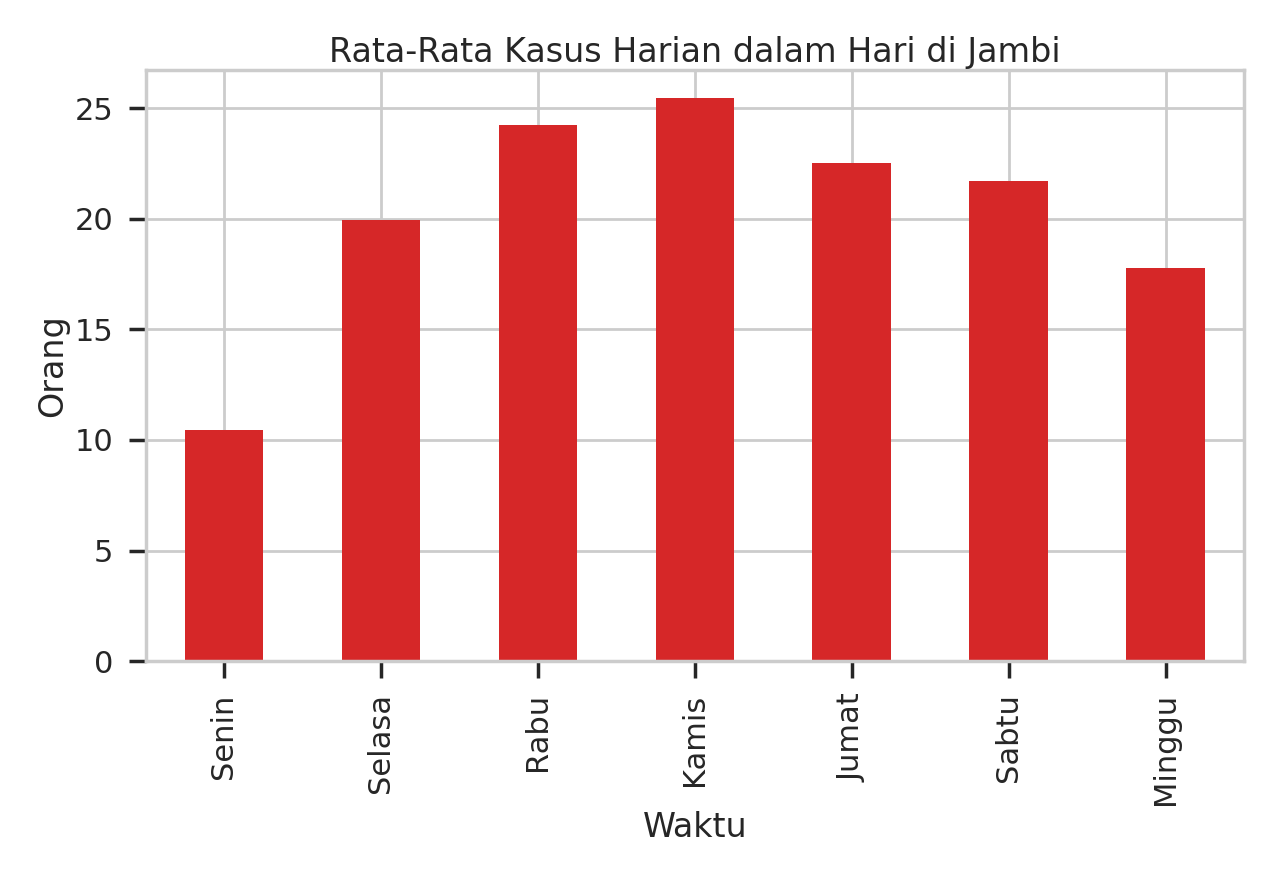 Rata-Rata Kasus Harian dalam Hari di Jambi
Orang
25
20
15
10
5
0
Senin
Selasa
Rabu
Kamis
Jumat
Sabtu
Minggu
Waktu